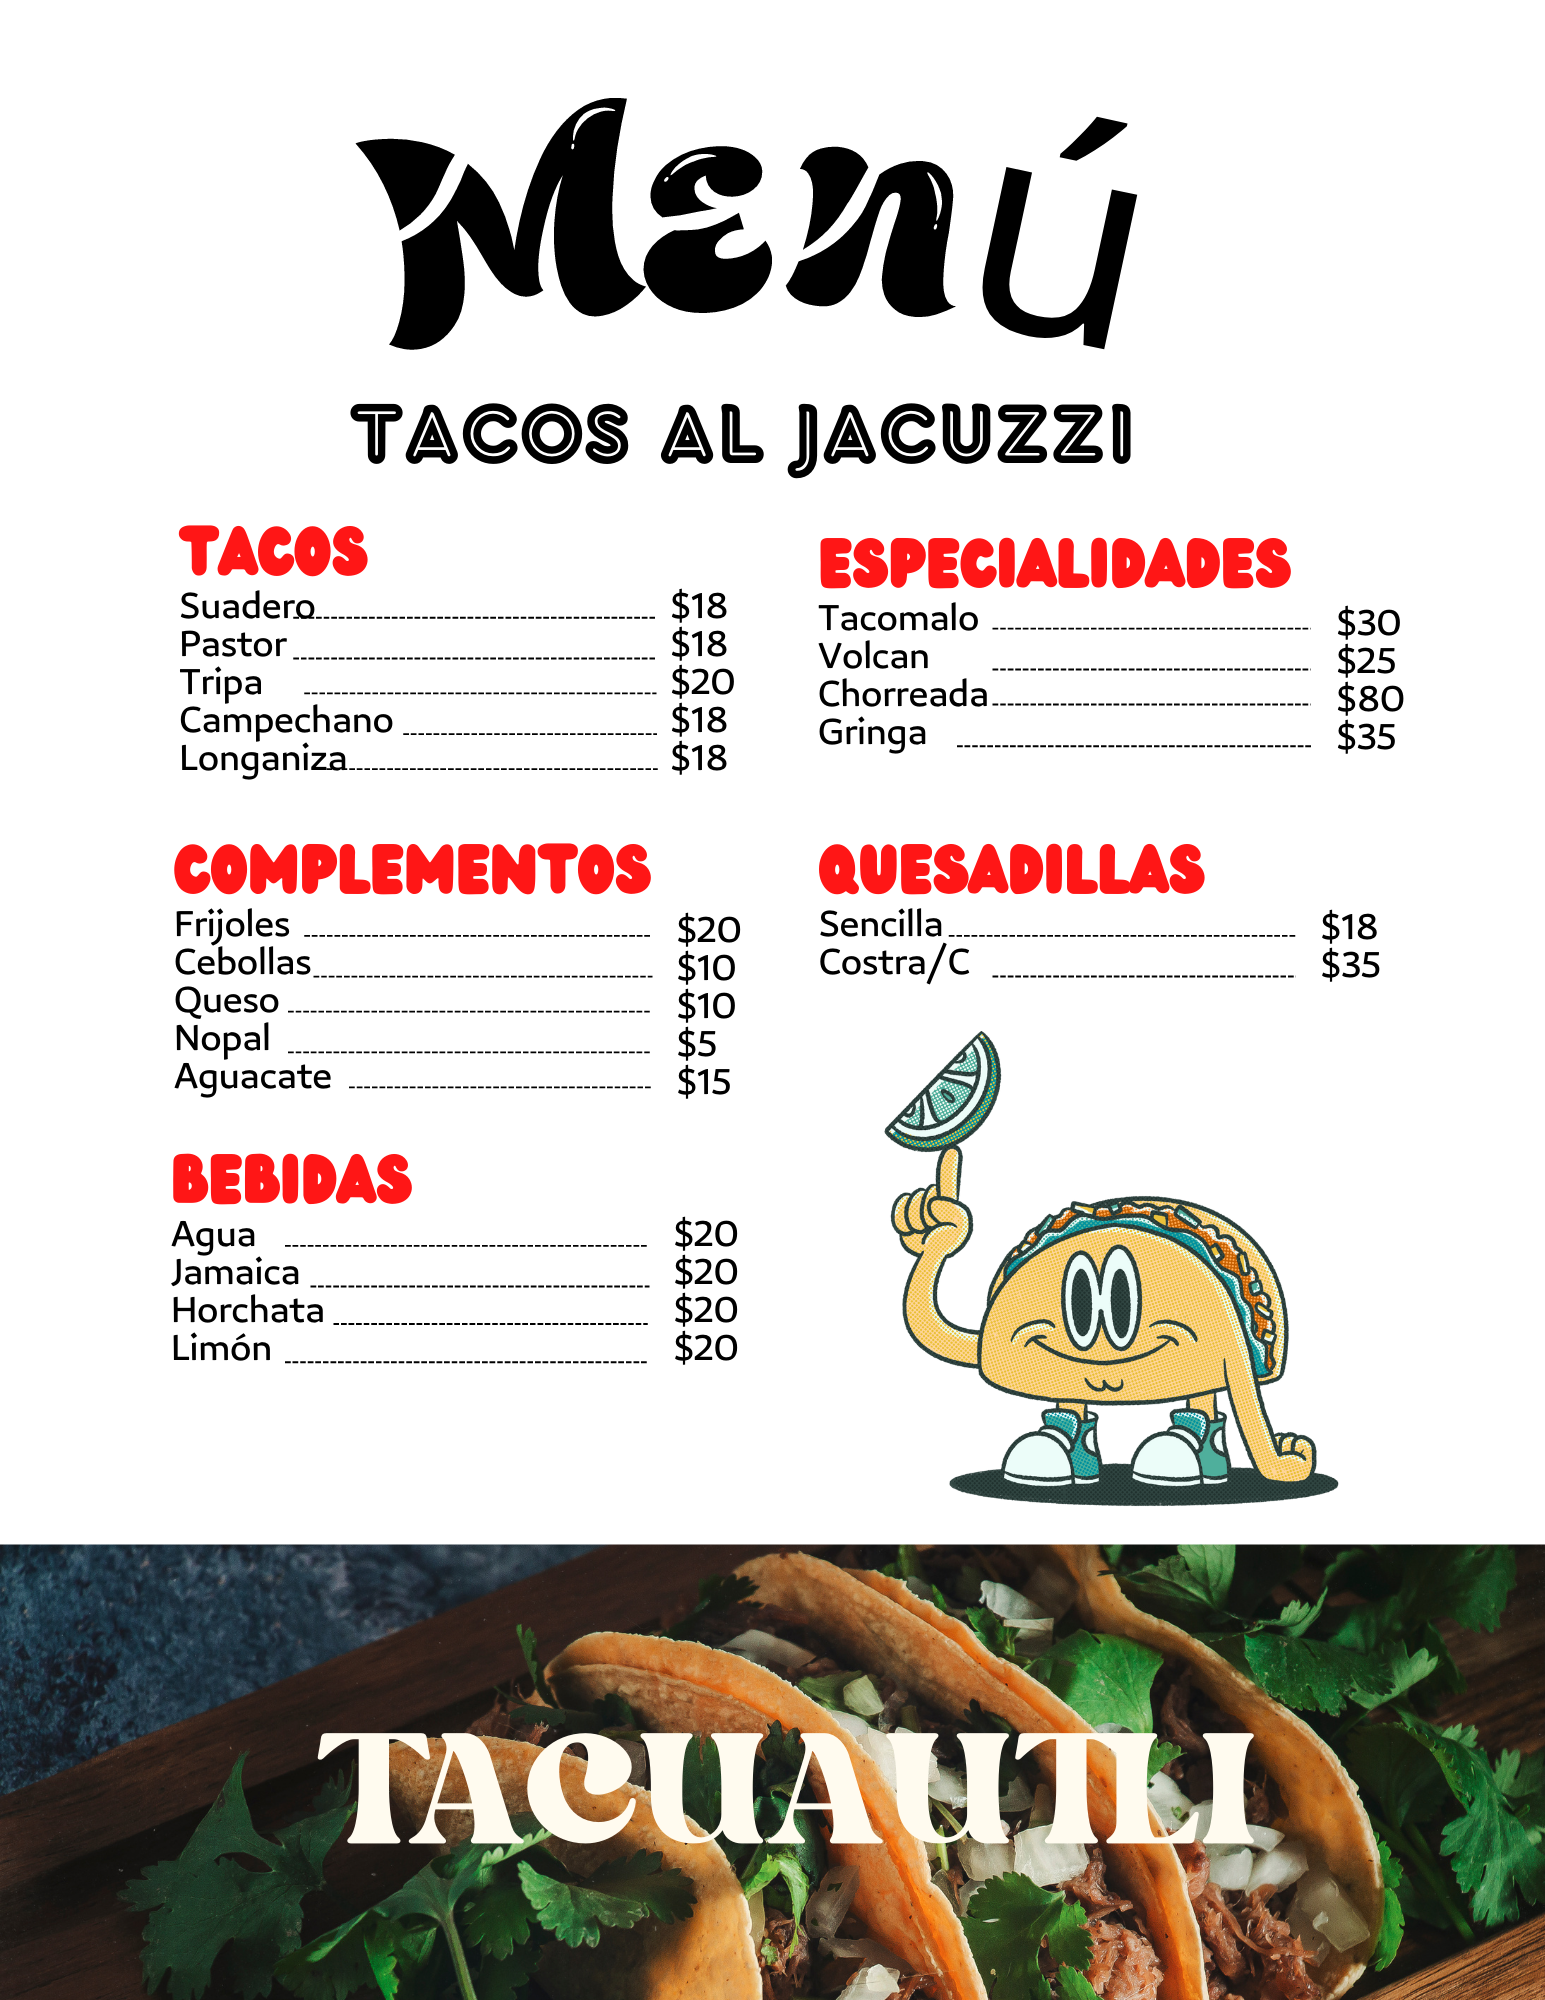 Menú
TACOS AL JACUZZI
TACOS
Suadero $18
Pastor $18
Tripa $20
Campechano $18
Longaniza $18
ESPECIALIDADES
Tacomalo $30
Volcan $25
Chorreada $80
Gringa $35
COMPLEMENTOS
Frijoles $20
Cebollas $10
Queso $10
Nopal $5
Aguacate $15
QUESADILLAS
Sencilla $18
Costra/C $35
BEBIDAS
Agua $20
Jamaica $20
Horchata $20
Limón $20
TACUAUTLI